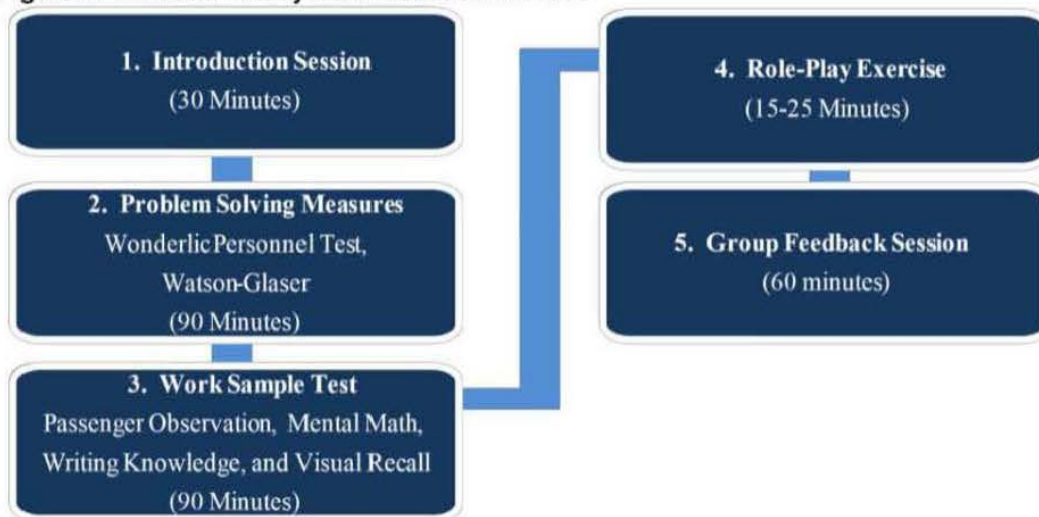 1. Introduction Session
(30 Minutes)
2. Problem Solving Measures
Wonderlic Personnel Test,
Watson-Glaser
(90 Minutes)
3. Work Sample Test
Passenger Observation, Mental Math,
Writing Knowledge, and Visual Recall
(90 Minutes)
4. Role-Play Exercise
(15-25 Minutes)
5. Group Feedback Session
(60 minutes)